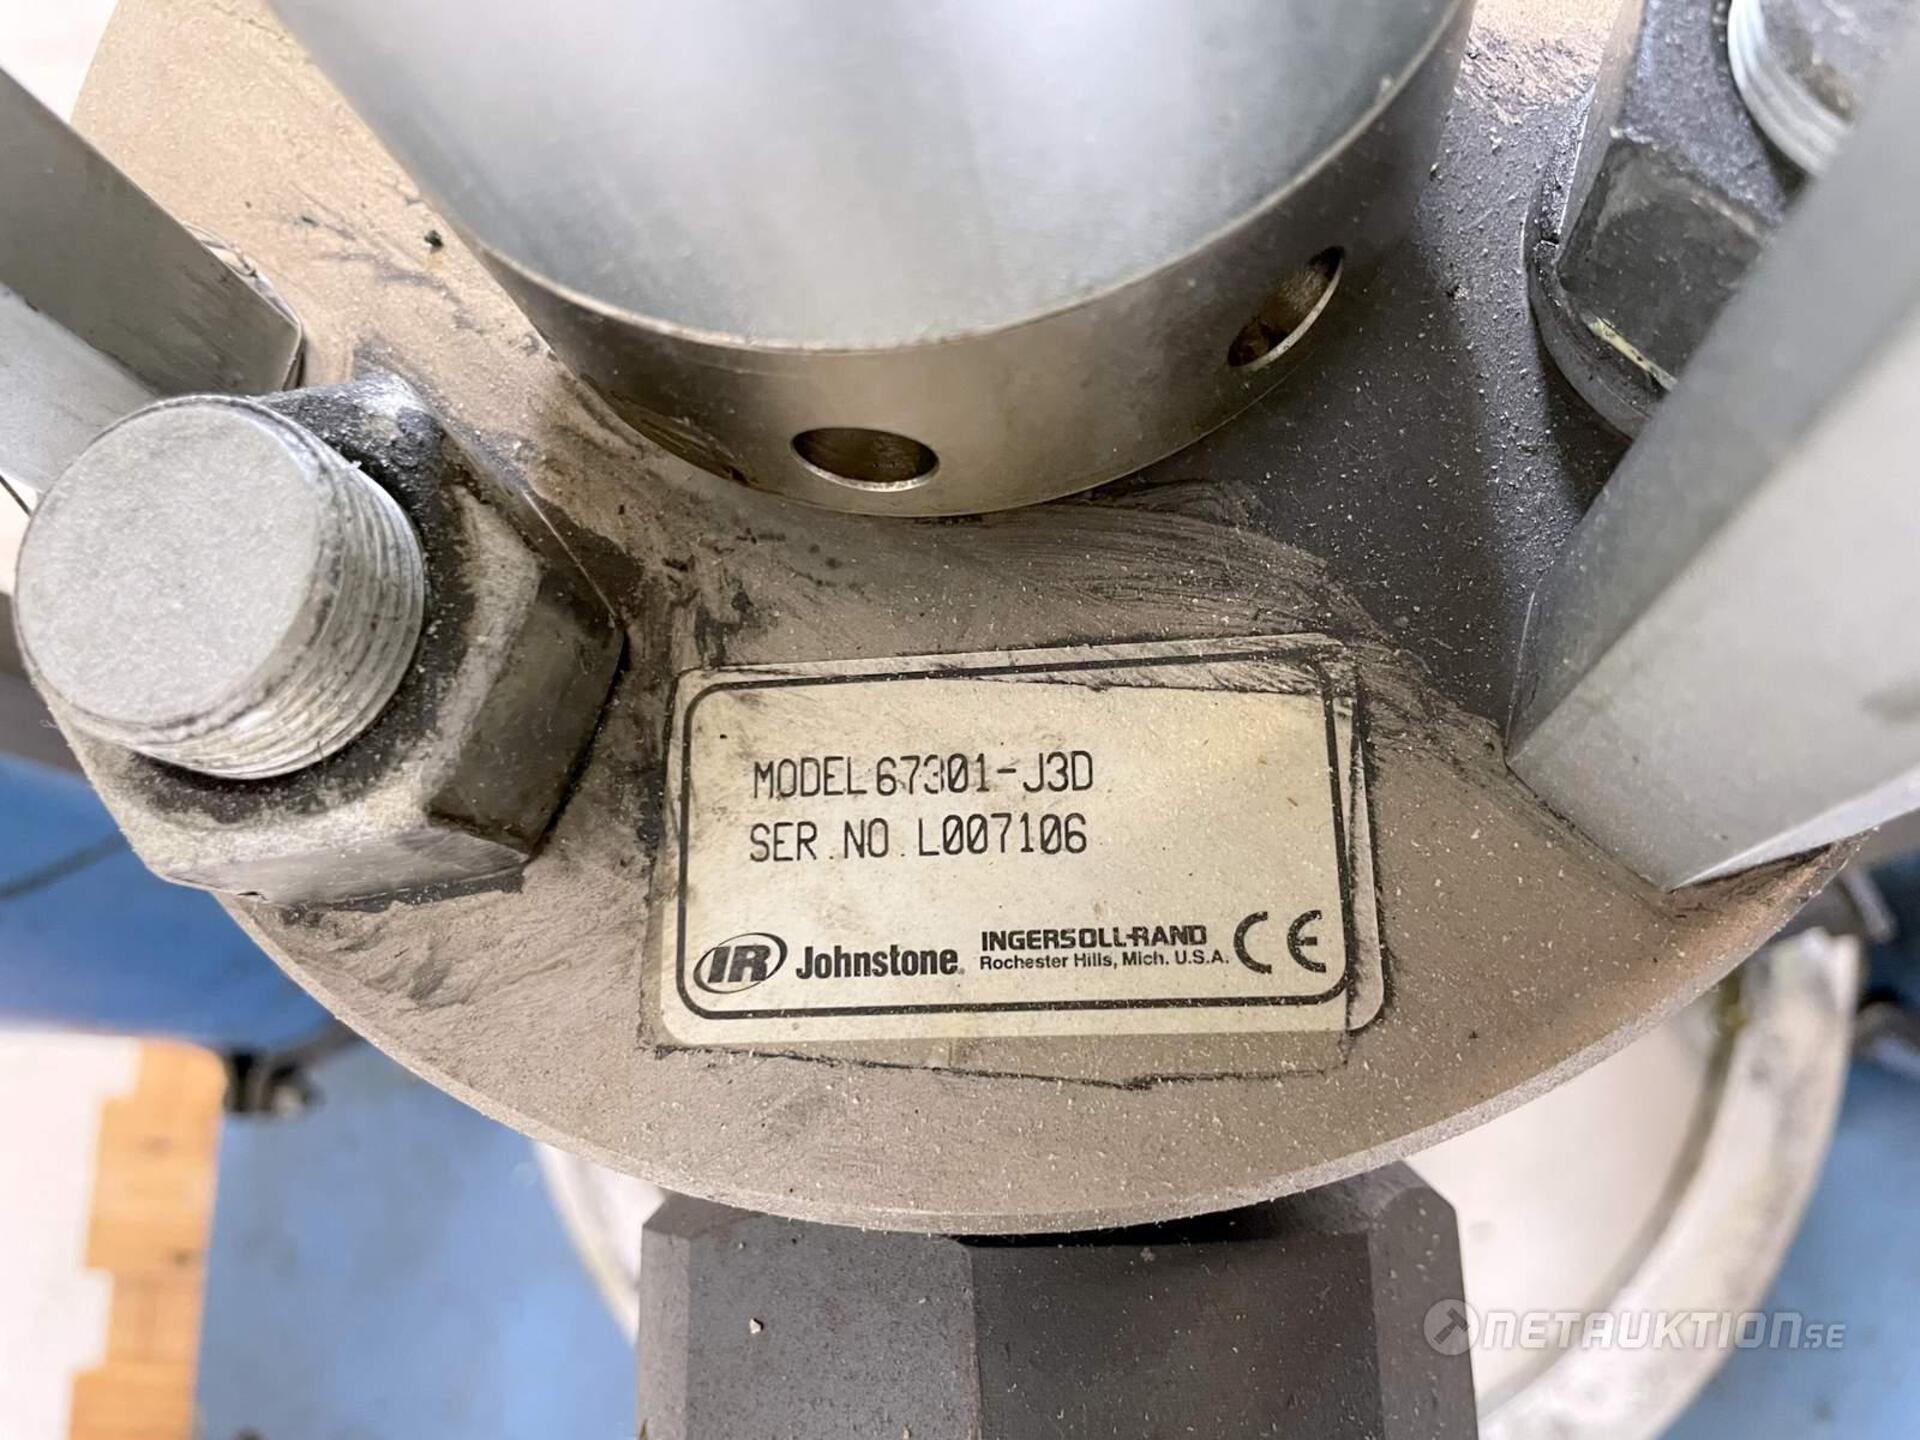 MODEL 67301-J3D
SER. NO. L007106
IR Johnstone® INGERSOLL-RAND CE
Rochester Hills, Mich. U.S.A.
NETAUKTION.SE